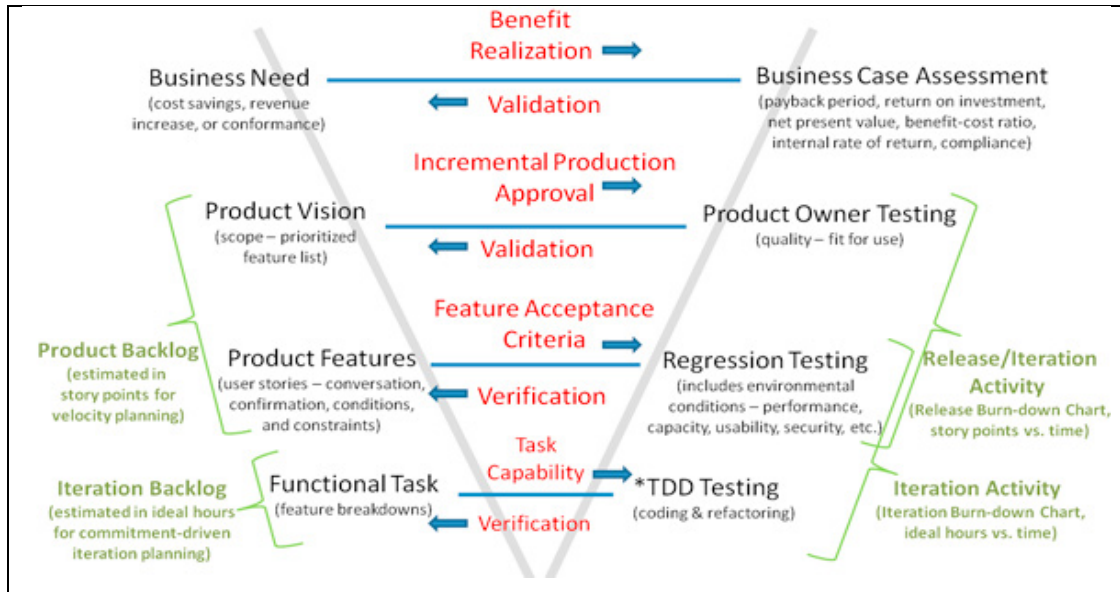 Benefit
Realization
Business Need
(cost savings, revenue
increase, or conformance)
Validation
Business Case Assessment
(payback period, return on investment,
net present value, benefit-cost ratio,
internal rate of return, compliance)
Incremental Production
Approval
Product Vision
(scope – prioritized
feature list)
Validation
Product Owner Testing
(quality – fit for use)
Feature Acceptance
Criteria
Product Backlog
(estimated in
story points for
velocity planning)
Product Features
(user stories – conversation,
confirmation, conditions,
and constraints)
Verification
Regression Testing
(includes environmental
conditions – performance,
capacity, usability, security, etc.)
Release/Iteration
Activity
(Release Burn-down Chart,
story points vs. time)
Task
Capability
Iteration Backlog
(estimated in ideal hours
for commitment-driven
iteration planning)
Functional Task
(feature breakdowns)
Verification
*TDD Testing
(coding & refactoring)
Iteration Activity
(Iteration Burn-down Chart,
ideal hours vs. time)